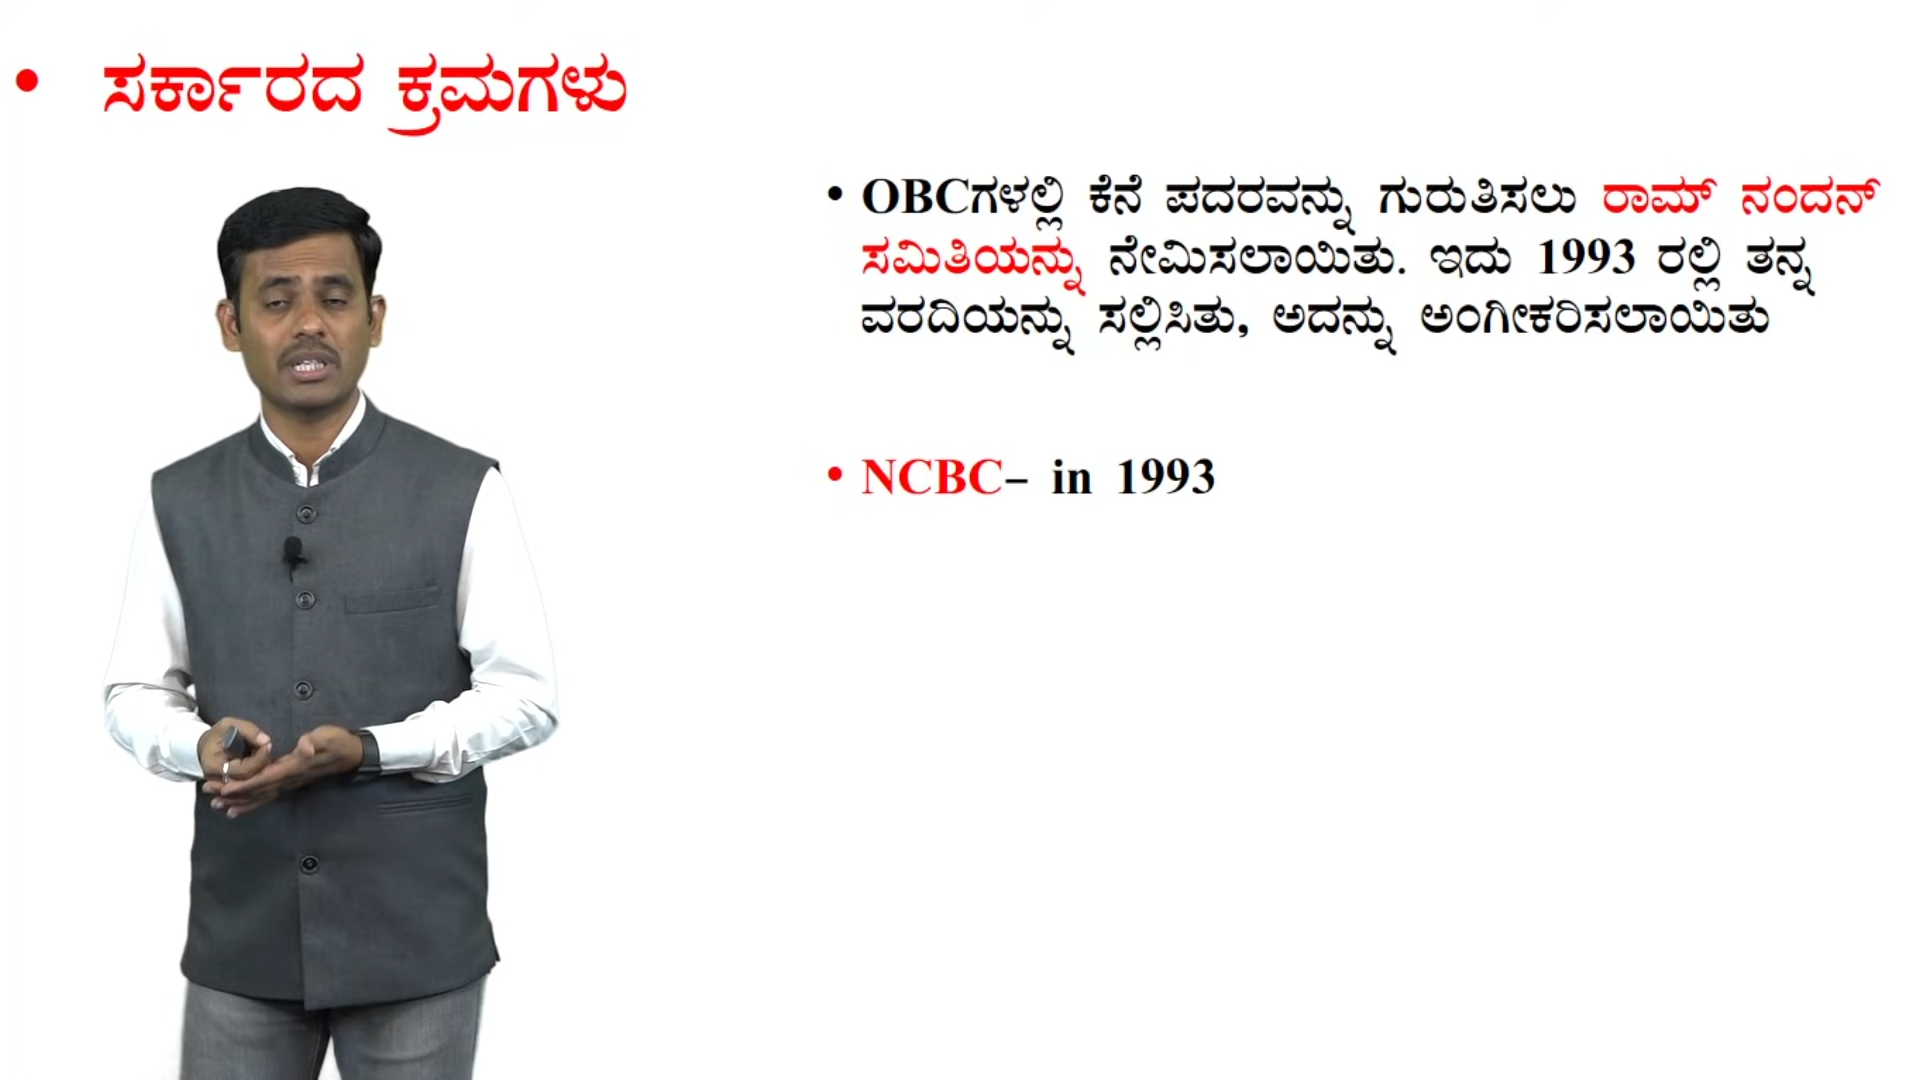 • ಸರ್ಕಾರದ ಕ್ರಮಗಳು
• OBCಗಳಲ್ಲಿ ಕೆನೆ ಪದರವನ್ನು ಗುರುತಿಸಲು ರಾಮ್ ನಂದನ್
ಸಮಿತಿಯನ್ನು ನೇಮಿಸಲಾಯಿತು. ಇದು 1993 ರಲ್ಲಿ ತನ್ನ
ವರದಿಯನ್ನು ಸಲ್ಲಿಸಿತು, ಅದನ್ನು ಅಂಗೀಕರಿಸಲಾಯಿತು
• NCBC– in 1993